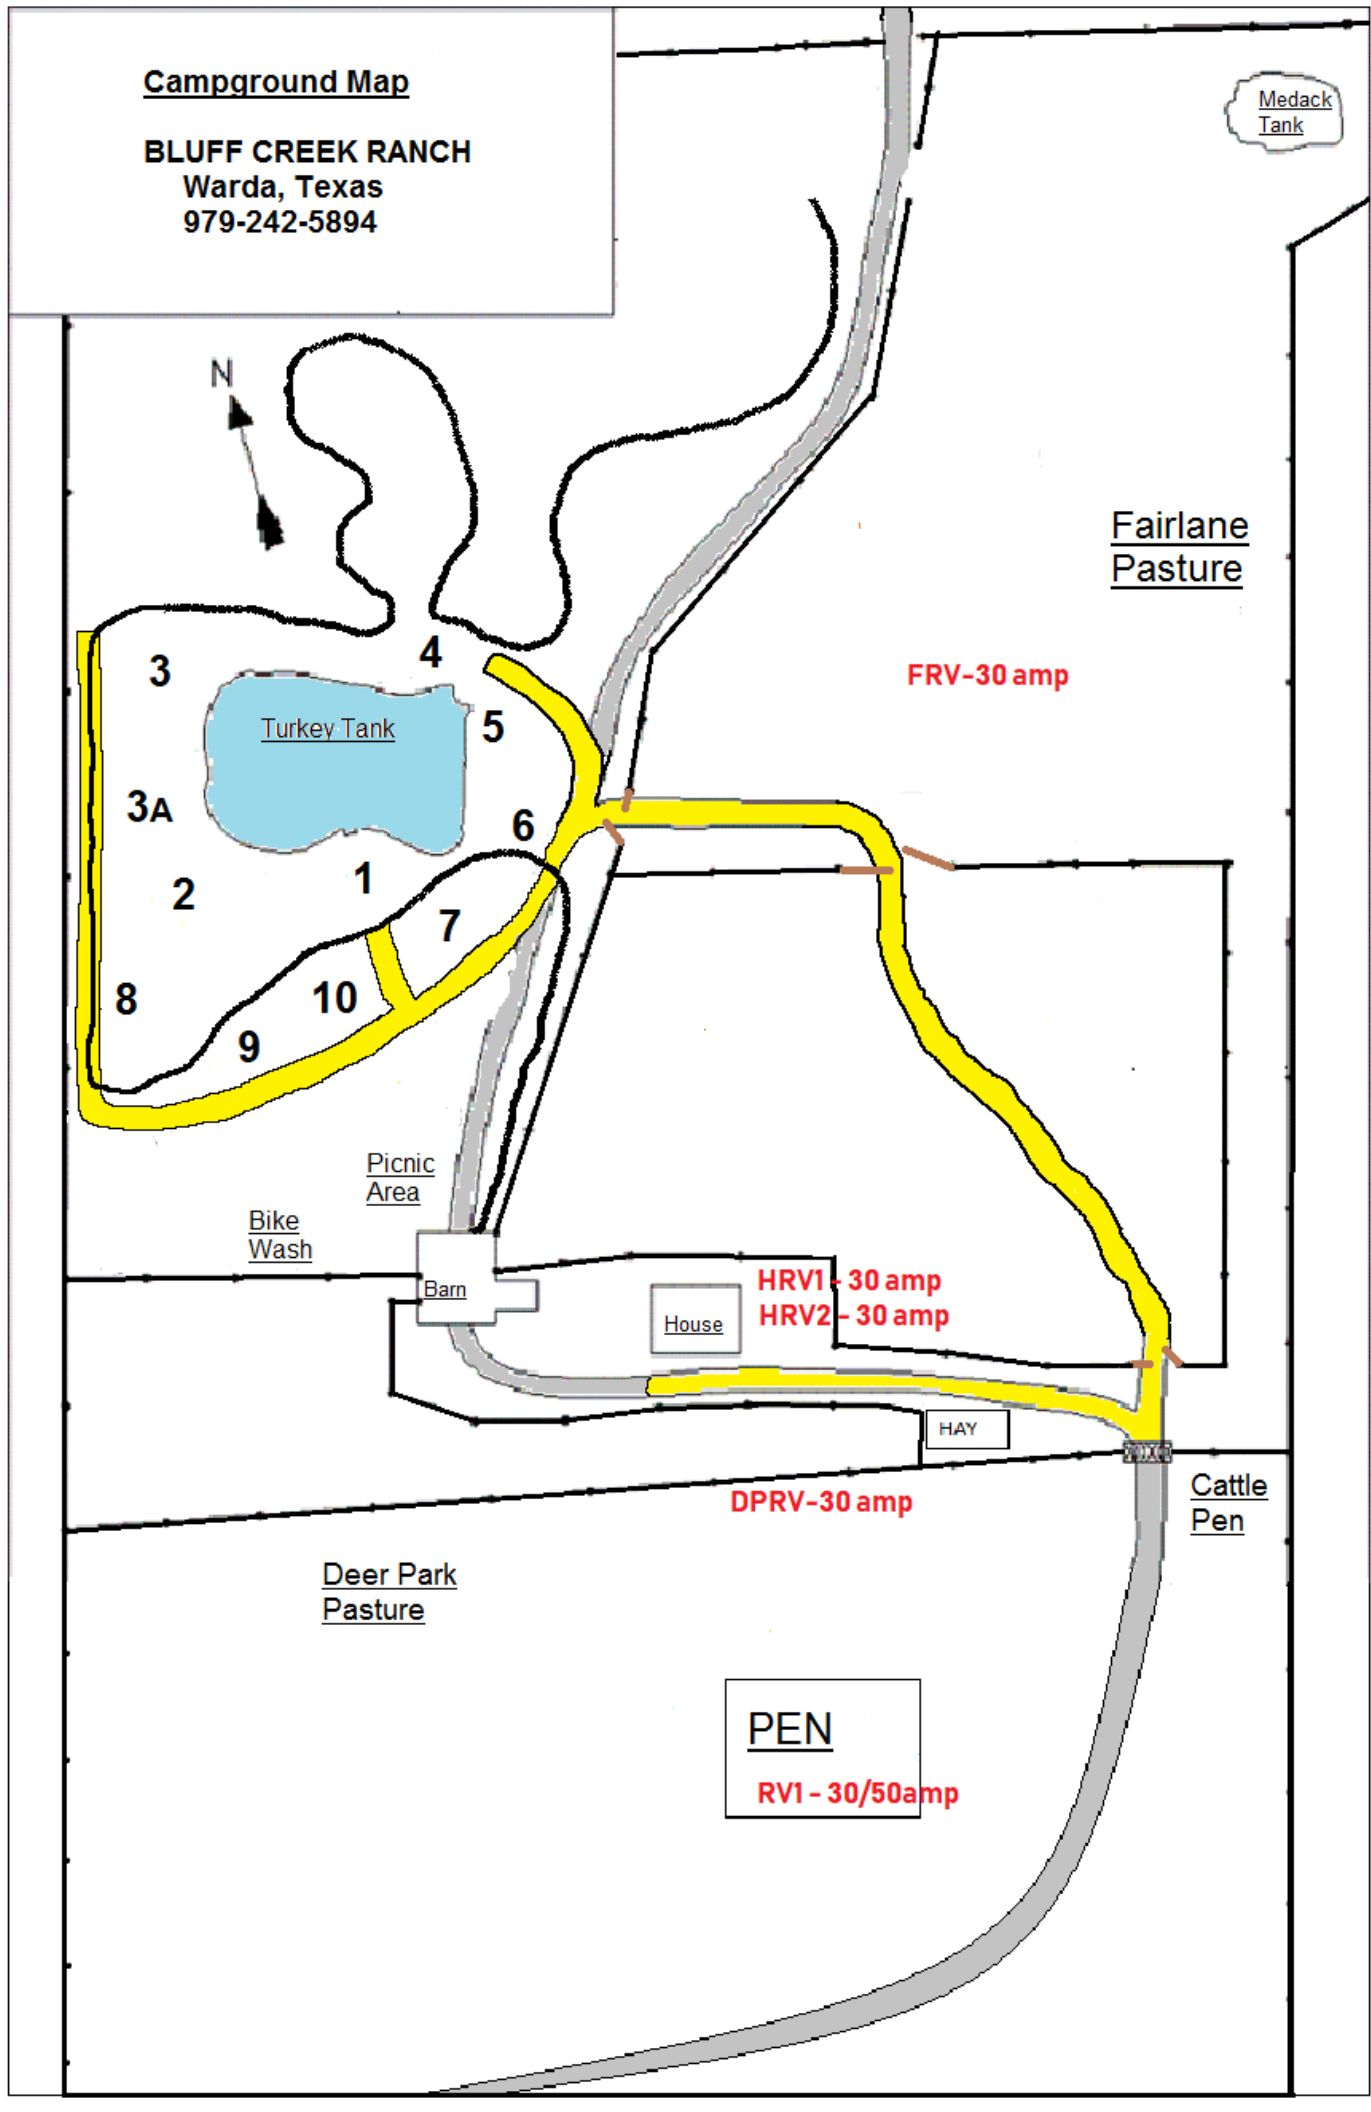 Campground Map
BLUFF CREEK RANCH
Warda, Texas
979-242-5894
Medack
Tank
N
Fairlane
Pasture
4
3
FRV-30 amp
5
Turkey Tank
3A
6
1
2
7
8
10
9
Picnic
Area
Bike
Wash
Barn
HRV1 - 30 amp
HRV2 - 30 amp
House
HAY
Cattle
Pen
DPRV-30 amp
Deer Park
Pasture
PEN
RV1 - 30/50amp